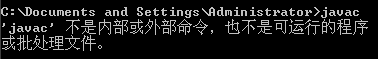 C:\Documents and Settings\Administrator>javac
'javac' 不是内部或外部命令，也不是可运行的程序
或批处理文件。